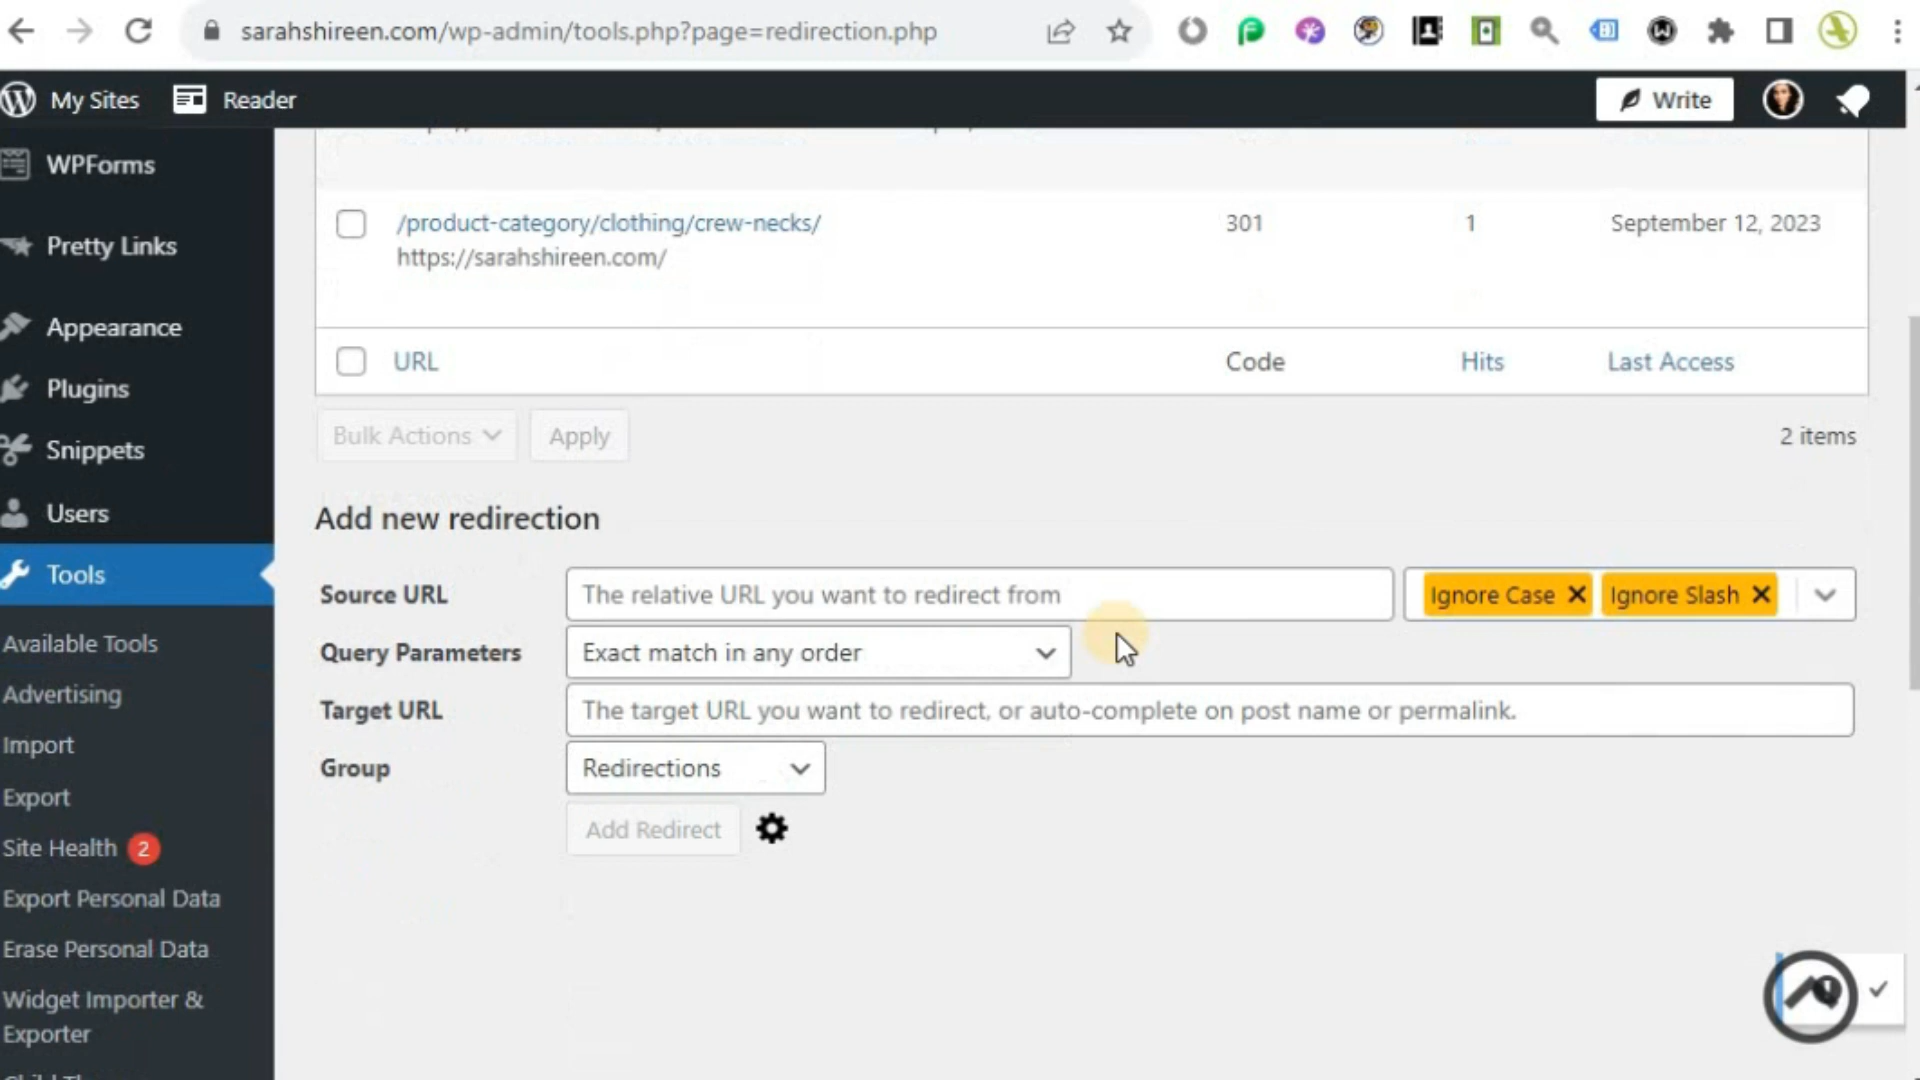 sarahshireen.com/wp-admin/tools.php?page=redirection.php
My Sites
Reader
Write
WPForms
Pretty Links
Appearance
Plugins
Snippets
Users
Tools
Available Tools
Advertising
Import
Export
Site Health 2
Export Personal Data
Erase Personal Data
Widget Importer &
Exporter
/product-category/clothing/crew-necks/ 301 1 September 12, 2023
https://sarahshireen.com/
URL Code Hits Last Access
Bulk Actions Apply 2 items
Add new redirection
Source URL The relative URL you want to redirect from Ignore Case Ignore Slash
Query Parameters Exact match in any order
Target URL The target URL you want to redirect, or auto-complete on post name or permalink.
Group Redirections
Add Redirect